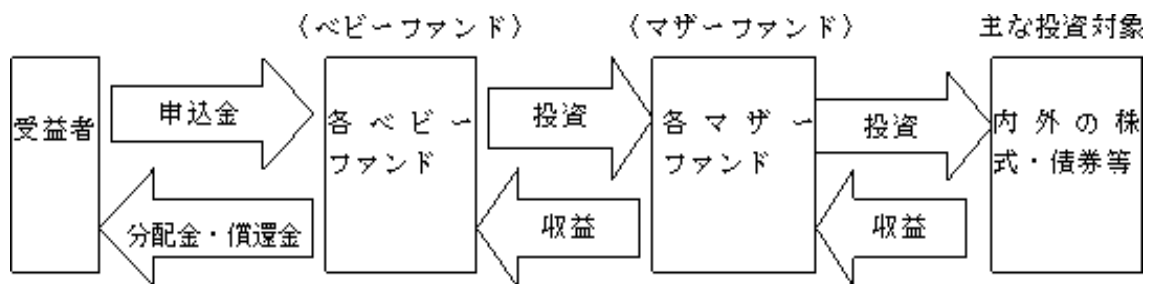 〈ベビーファンド〉
〈マザーファンド〉
主な投資対象
受益者
申込金
分配金・償還金
各ベビー
ファンド
投資
収益
各マザー
ファンド
投資
収益
内外の株
式・債券等